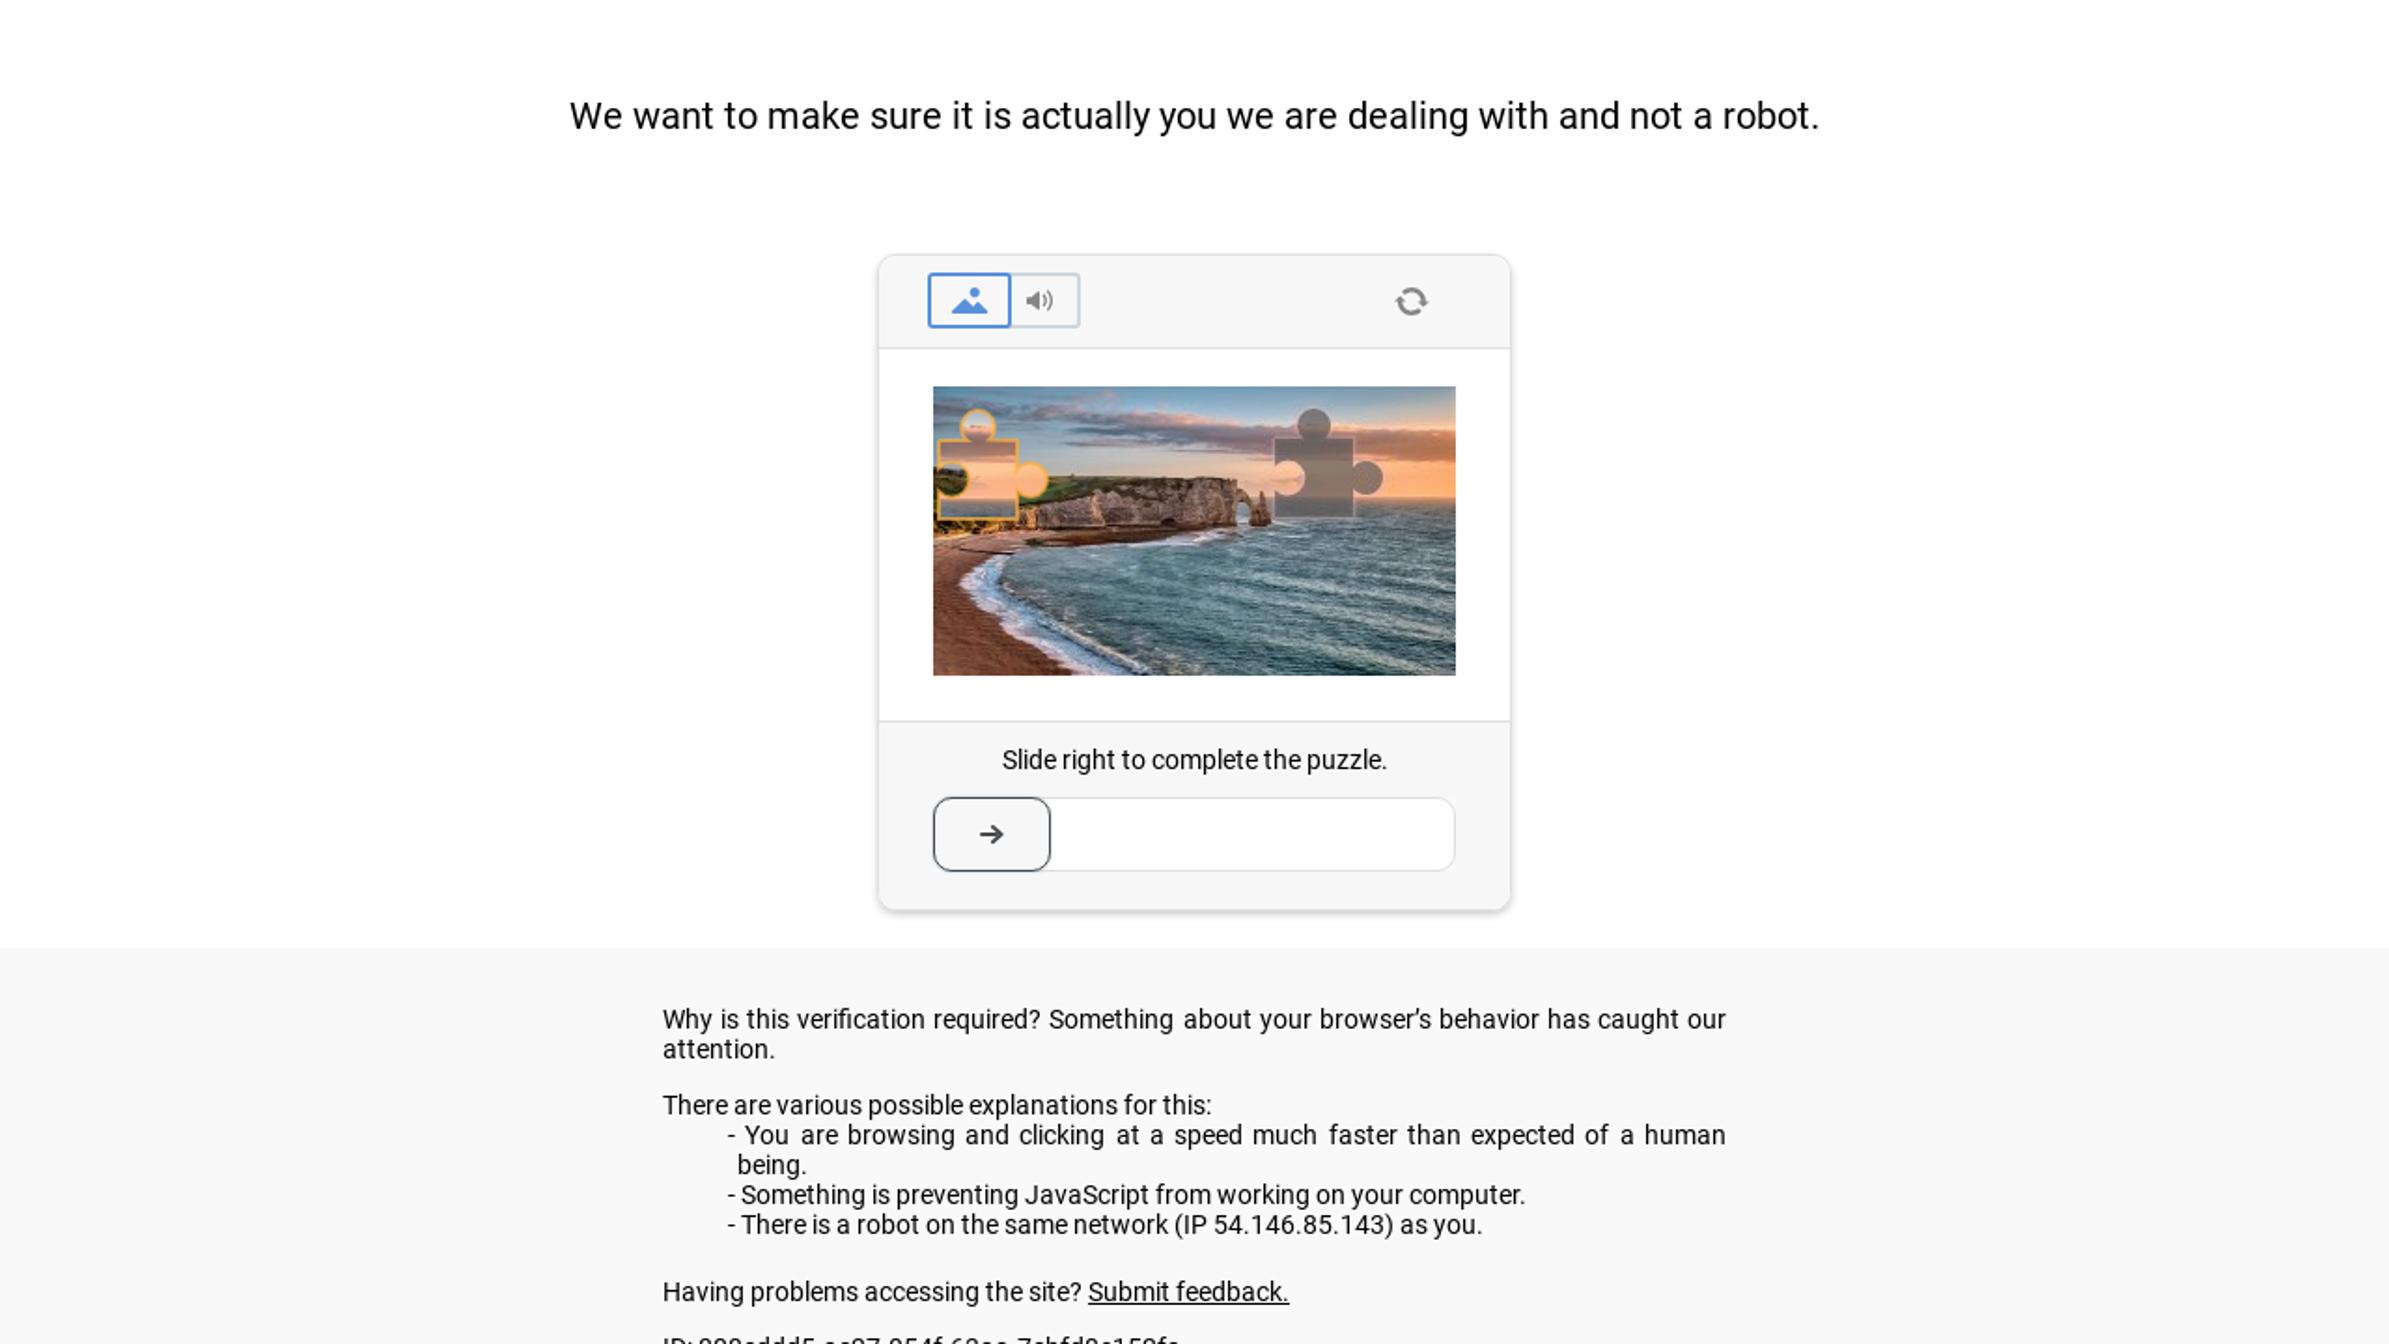 We want to make sure it is actually you we are dealing with and not a robot.
Slide right to complete the puzzle.
Why is this verification required? Something about your browser’s behavior has caught our
attention.
There are various possible explanations for this:
- You are browsing and clicking at a speed much faster than expected of a human
being.
- Something is preventing JavaScript from working on your computer.
- There is a robot on the same network (IP 54.146.85.143) as you.
Having problems accessing the site? Submit feedback.
ID: